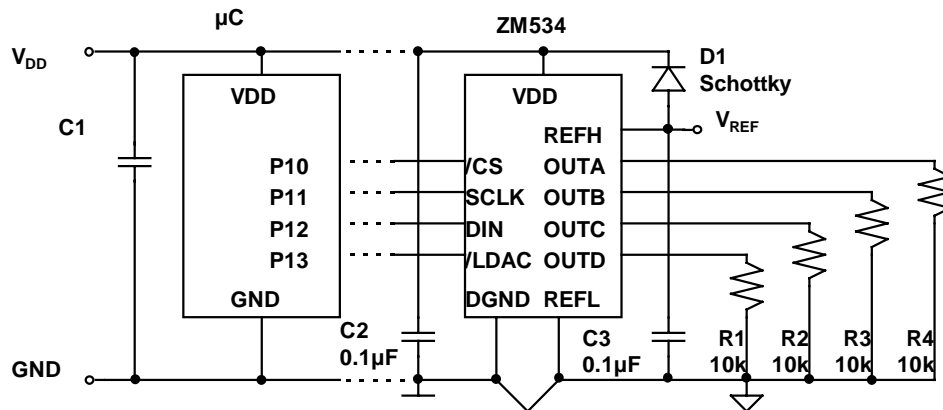 µC
ZM534
V_DD
D1
Schottky
VDD
VDD
C1
REFH
V_REF
P10
/CS
OUTA
P11
SCLK
OUTB
P12
DIN
OUTC
P13
/LDAC
OUTD
GND
DGND
REFL
C2
0.1µF
C3
0.1µF
R1
10k
R2
10k
R3
10k
R4
10k
GND